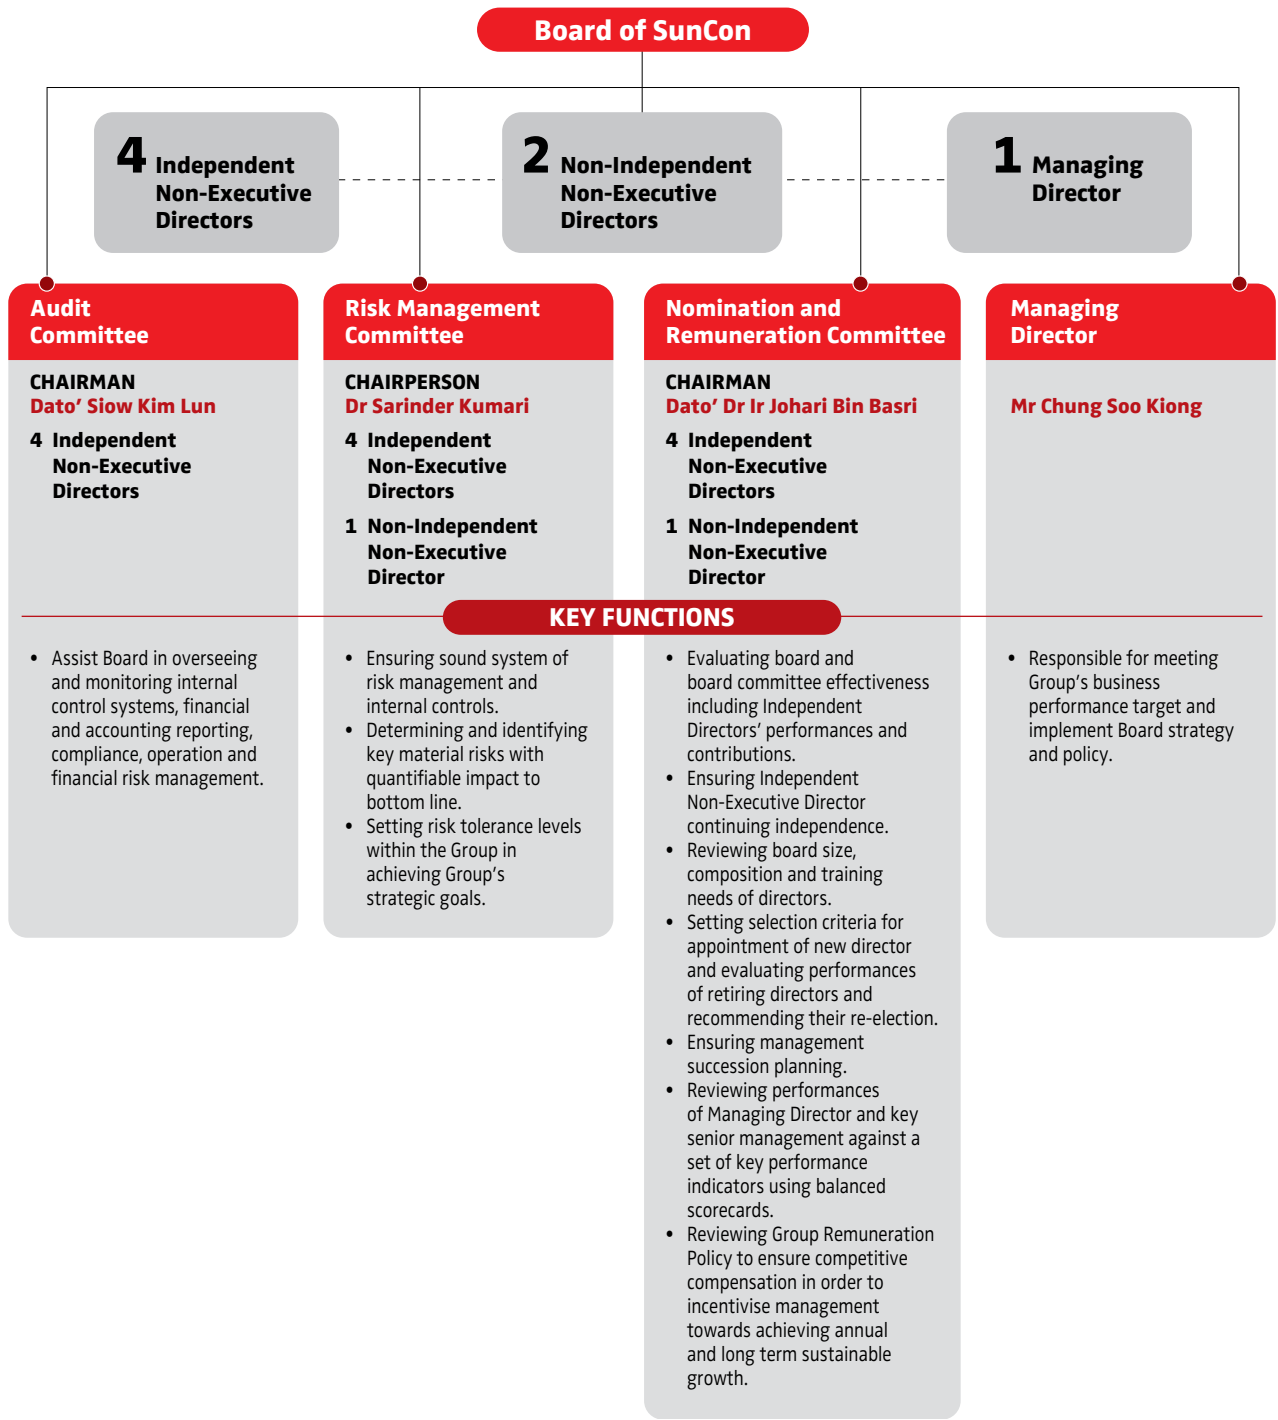 Board of SunCon
4 Independent
Non-Executive
Directors
2 Non-Independent
Non-Executive
Directors
1 Managing
Director
Audit
Committee
CHAIRMAN
Dato’ Siow Kim Lun
4 Independent
Non-Executive
Directors
Risk Management
Committee
CHAIRPERSON
Dr Sarinder Kumari
4 Independent
Non-Executive
Directors
1 Non-Independent
Non-Executive
Director
Nomination and
Remuneration Committee
CHAIRMAN
Dato’ Dr Ir Johari Bin Basri
4 Independent
Non-Executive
Directors
1 Non-Independent
Non-Executive
Director
Managing
Director
Mr Chung Soo Kiong
KEY FUNCTIONS
• Assist Board in overseeing
and monitoring internal
control systems, financial
and accounting reporting,
compliance, operation and
financial risk management.
• Ensuring sound system of
risk management and
internal controls.
• Determining and identifying
key material risks with
quantifiable impact to
bottom line.
• Setting risk tolerance levels
within the Group in
achieving Group’s
strategic goals.
• Evaluating board and
board committee effectiveness
including Independent
Directors’ performances and
contributions.
• Ensuring Independent
Non-Executive Director
continuing independence.
• Reviewing board size,
composition and training
needs of directors.
• Setting selection criteria for
appointment of new director
and evaluating performances
of retiring directors and
recommending their re-election.
• Ensuring management
succession planning.
• Reviewing performances
of Managing Director and key
senior management against a
set of key performance
indicators using balanced
scorecards.
• Reviewing Group Remuneration
Policy to ensure competitive
compensation in order to
incentivise management
towards achieving annual
and long term sustainable
growth.
• Responsible for meeting
Group’s business
performance target and
implement Board strategy
and policy.